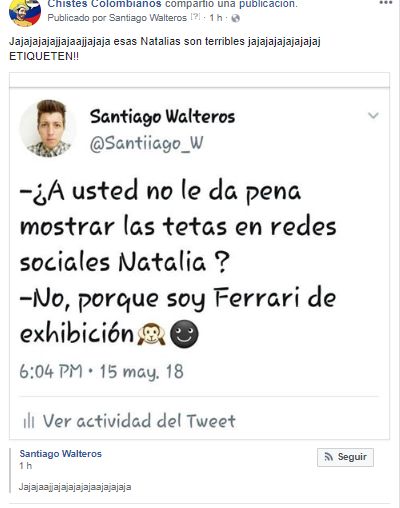 Chistes Colombianos compartió una publicación.
Publicado por Santiago Walteros [?] · 1 h ·
Jajajajajajjajaajjajaja esas Natalias son terribles jajajajajajajajaj
ETIQUETEN!!
Santiago Walteros
@Santiiago_W
-¿A usted no le da pena
mostrar las tetas en redes
sociales Natalia ?
-No, porque soy Ferrari de
exhibición🙊☻
6:04 PM • 15 may. 18
Ver actividad del Tweet
Santiago Walteros
Seguir
1 h
Jajajaajjajajajajajaajajajaja